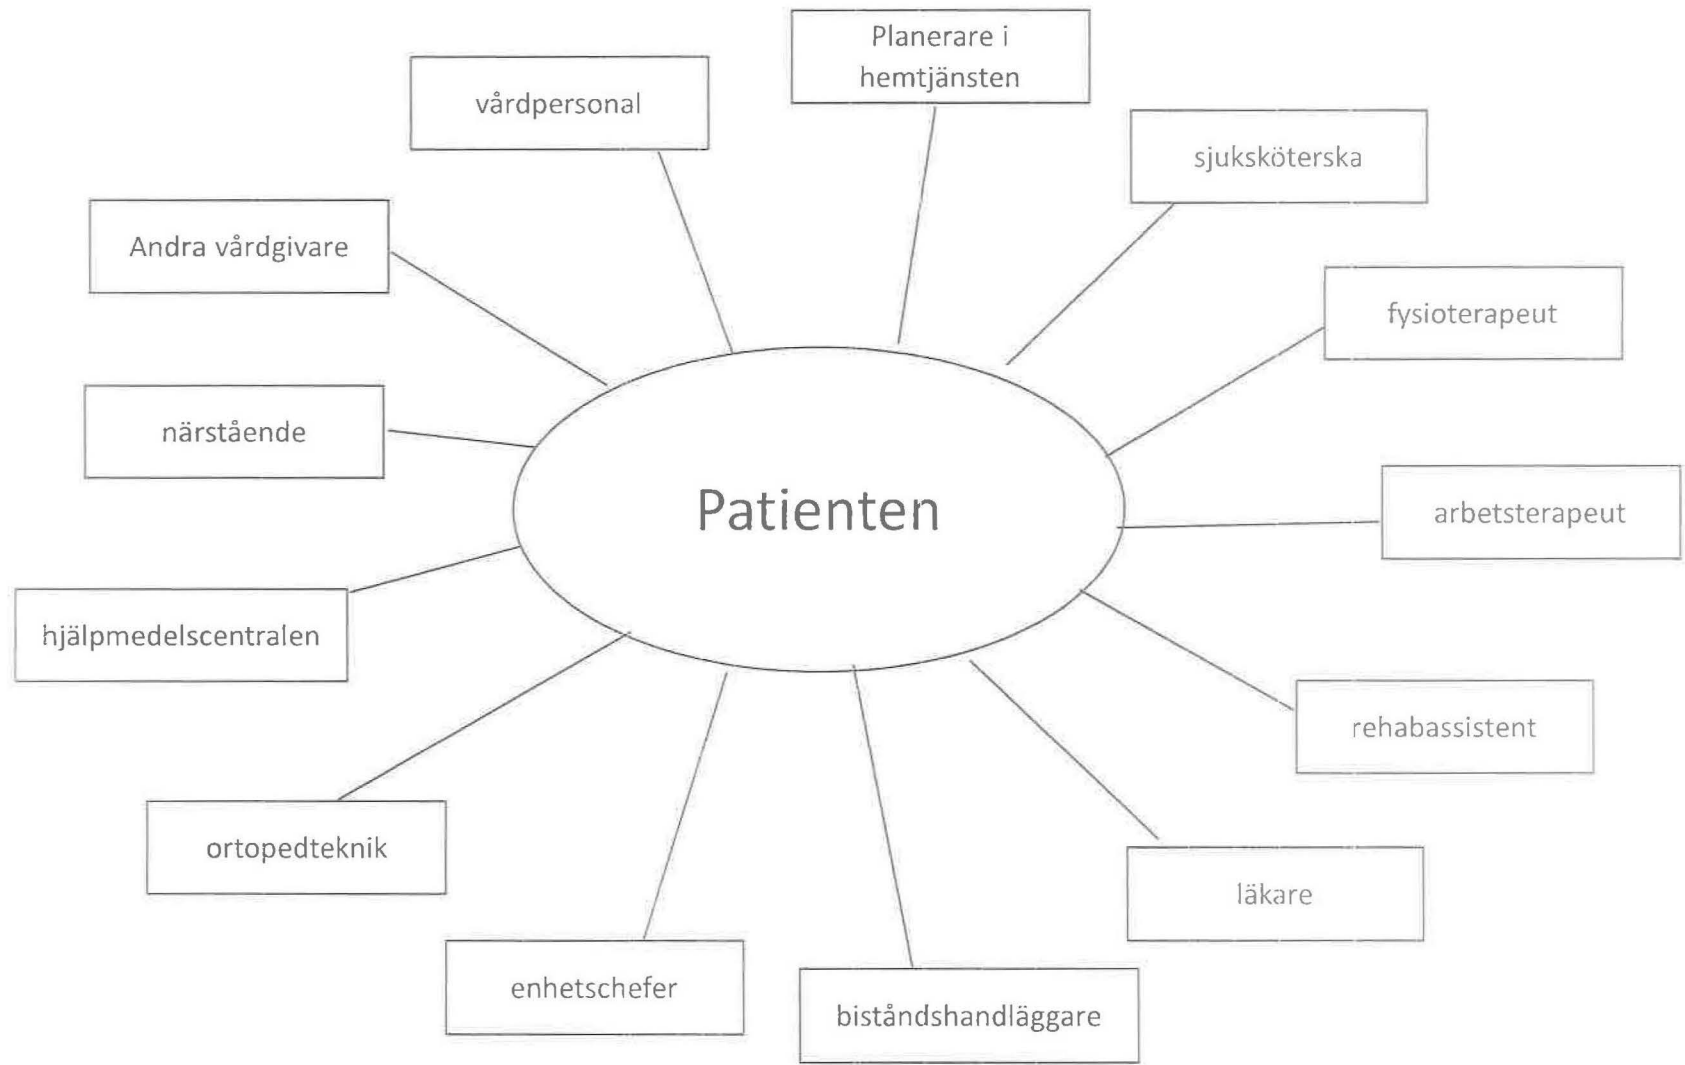 Planerare i
hemtjänsten
vårdpersonal
sjuksköterska
Andra vårdgivare
fysioterapeut
närstående
Patienten
arbetsterapeut
hjälpmedelscentralen
rehabassistent
ortopedteknik
läkare
enhetschefer
biståndshandläggare